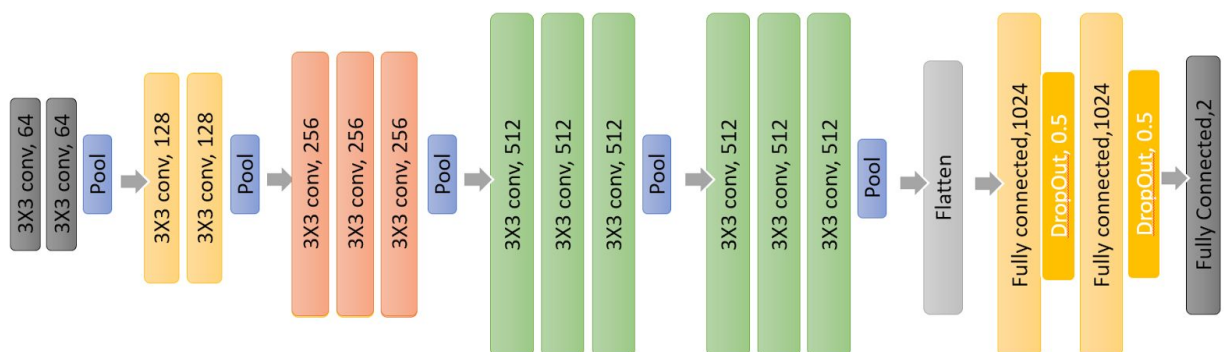 3X3 conv, 64
3X3 conv, 64
Pool
3X3 conv, 128
3X3 conv, 128
Pool
3X3 conv, 256
3X3 conv, 256
3X3 conv, 256
Pool
3X3 conv, 512
3X3 conv, 512
3X3 conv, 512
Pool
3X3 conv, 512
3X3 conv, 512
3X3 conv, 512
Pool
Flatten
Fully connected,1024
DropOut, 0.5
Fully connected,1024
DropOut, 0.5
Fully Connected,2